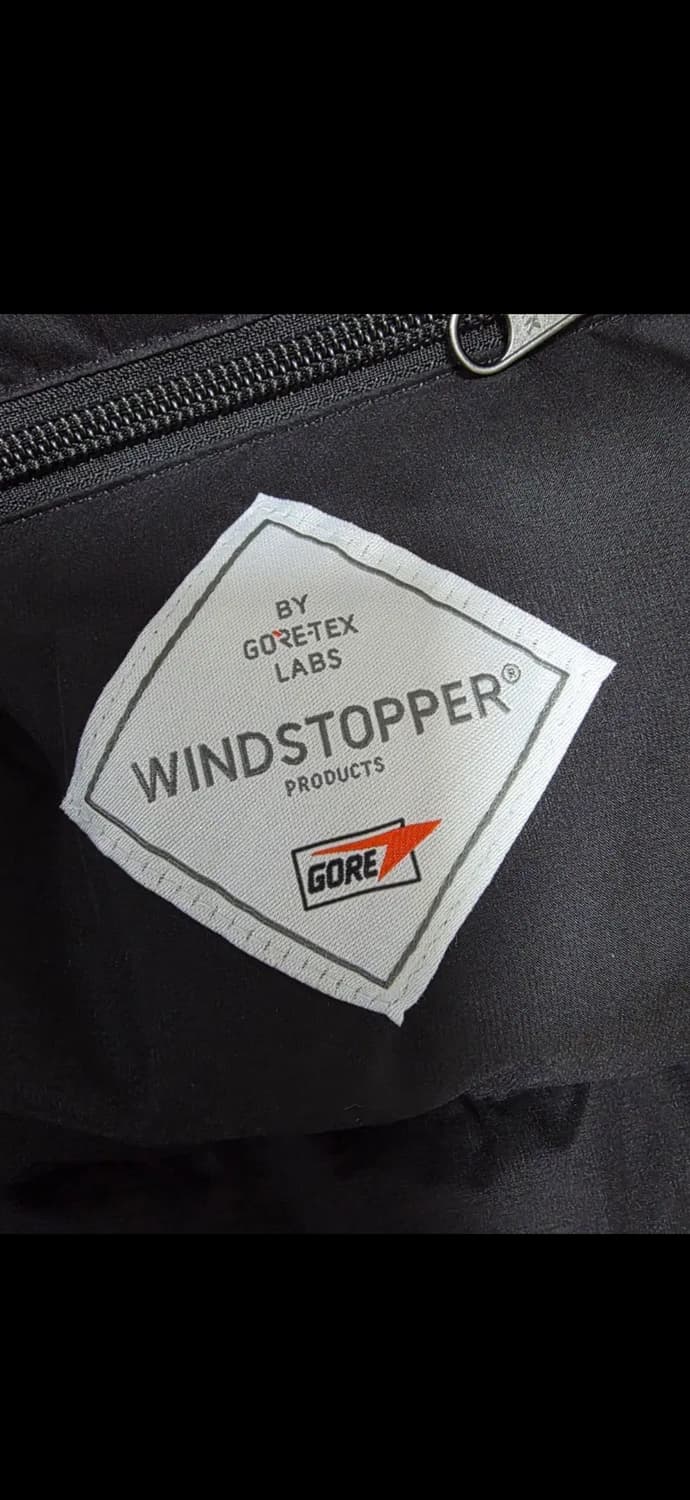 BY
GORE-TEX
LABS
WINDSTOPPER®
PRODUCTS
GORE